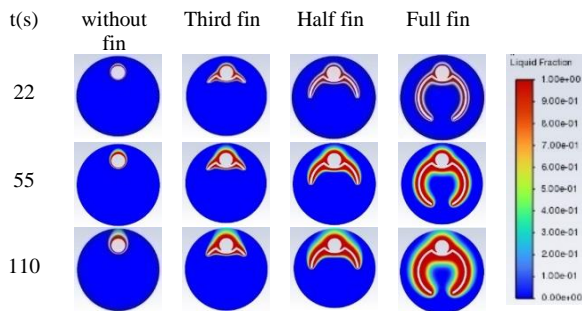 t(s) without fin Third fin Half fin Full fin
22
55
110
Liquid Fraction
1.00e+00
9.00e-01
8.00e-01
7.00e-01
6.00e-01
5.00e-01
4.00e-01
3.00e-01
2.00e-01
1.00e-01
0.00e+00